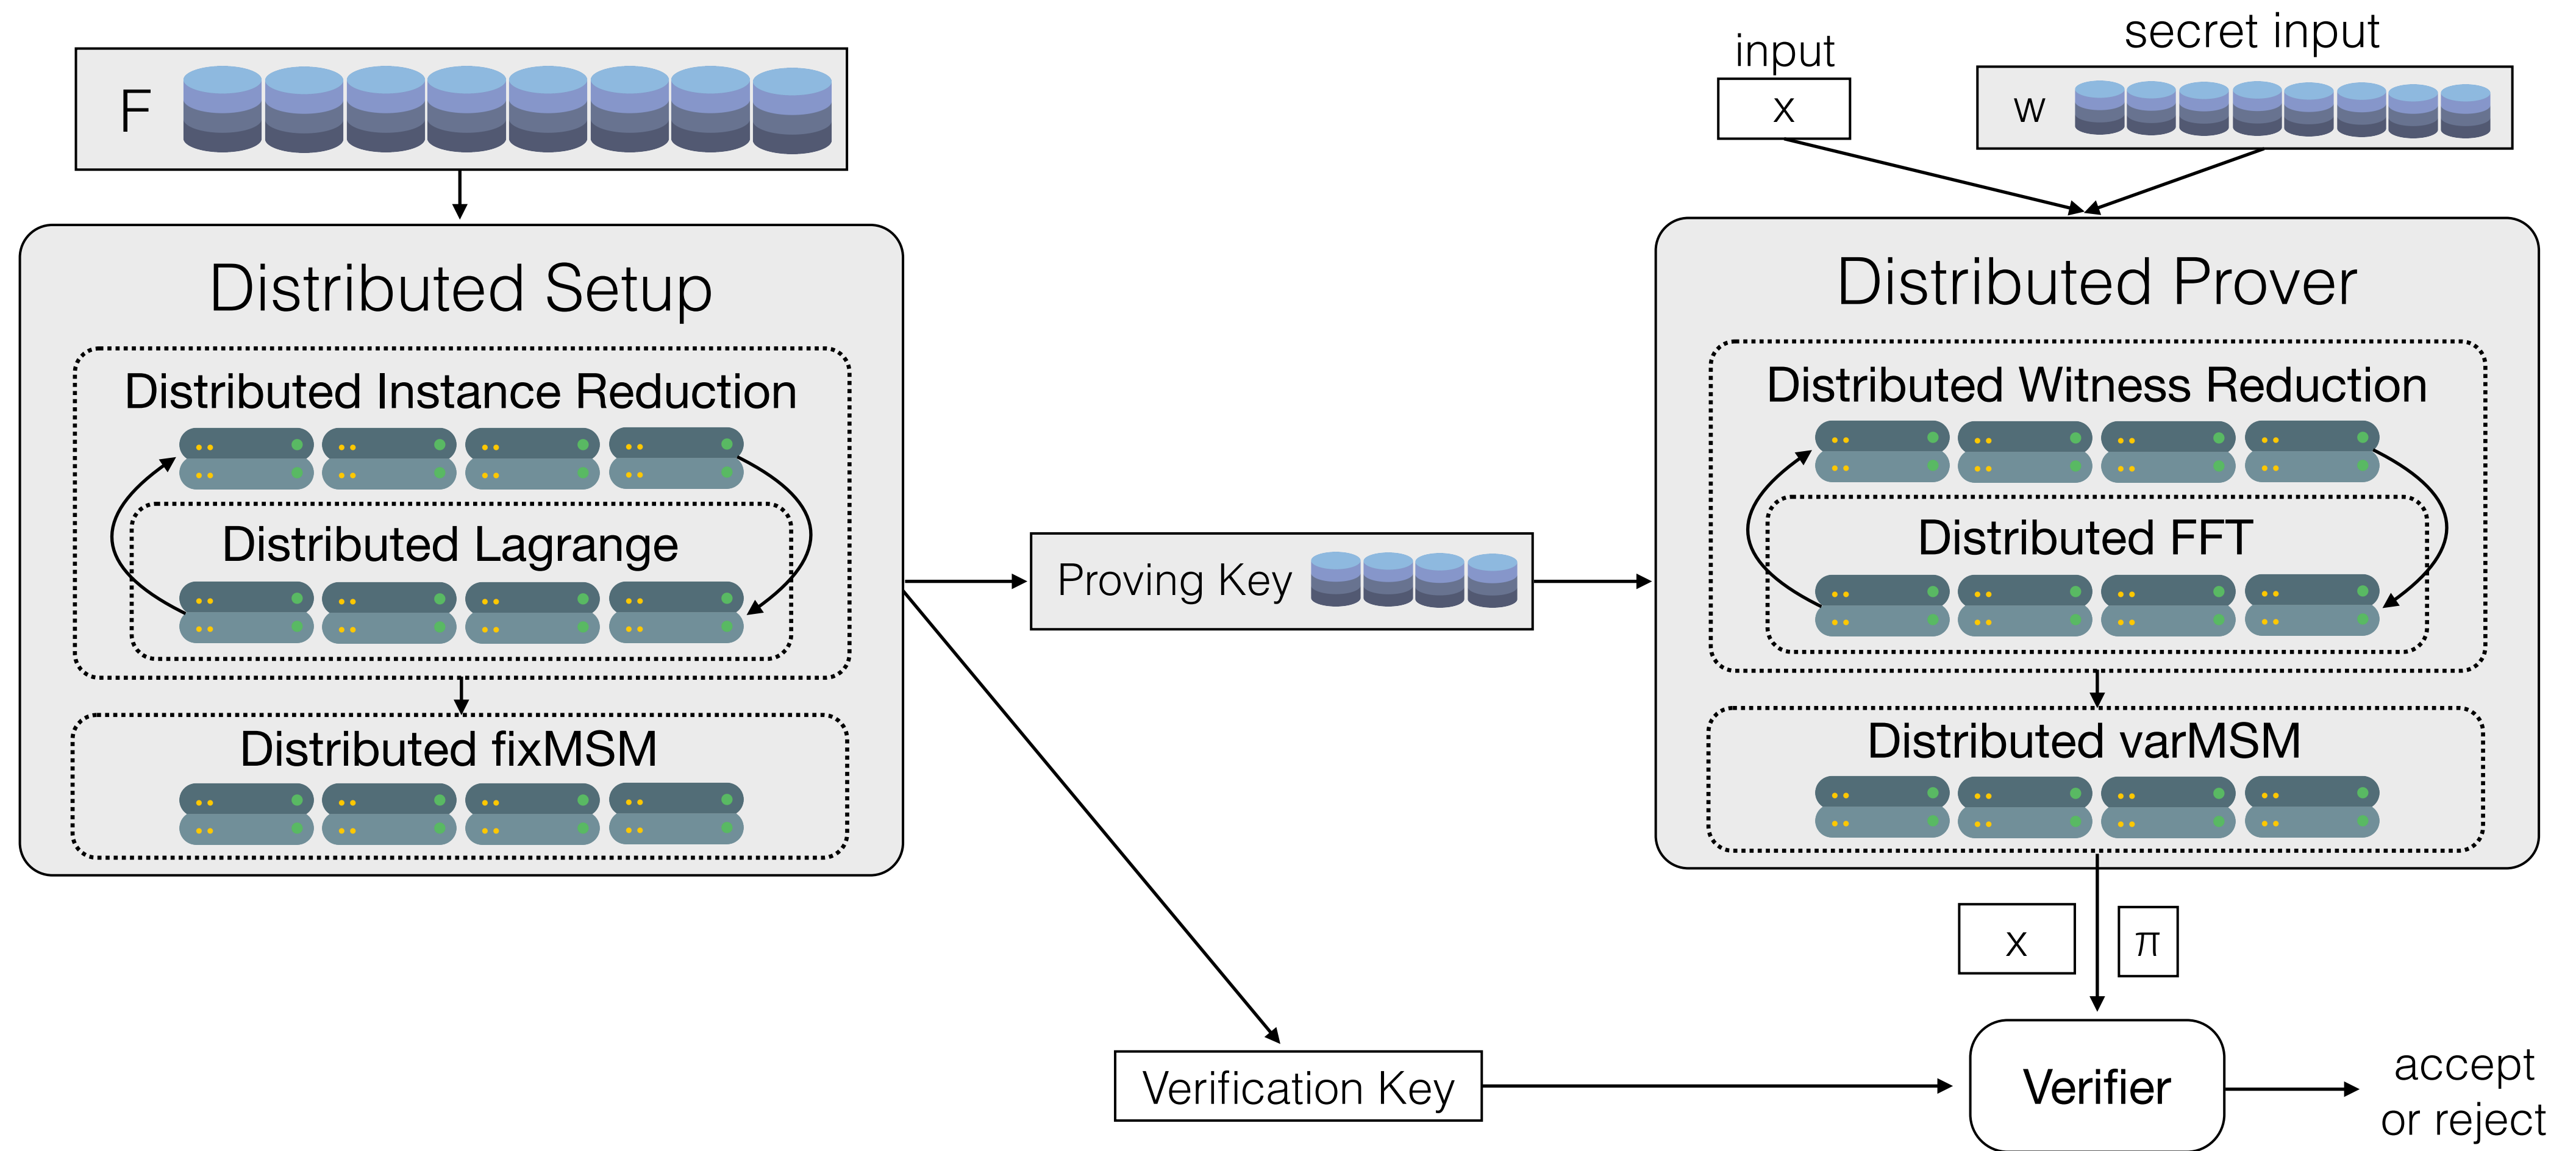 F
Distributed Setup
Distributed Instance Reduction
Distributed Lagrange
Distributed fixMSM
Proving Key
Verification Key
input
x
secret input
w
Distributed Prover
Distributed Witness Reduction
Distributed FFT
Distributed varMSM
x
π
Verifier
accept
or reject